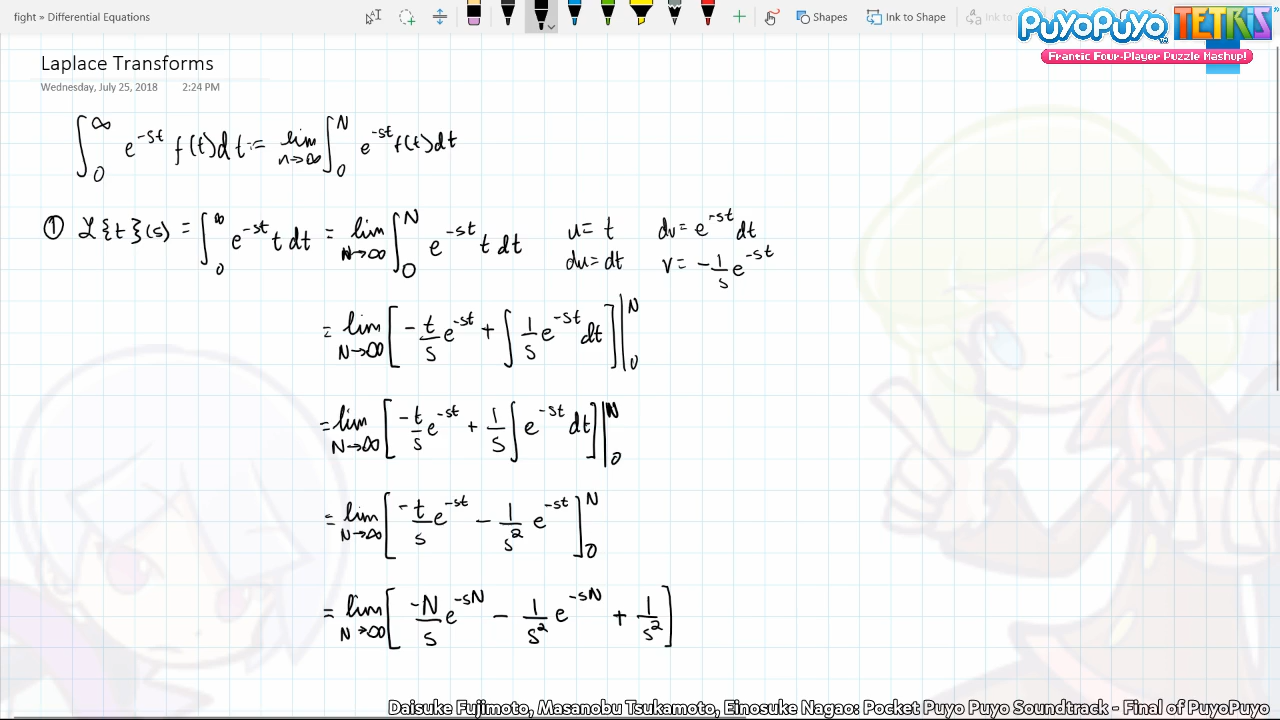 fight » Differential Equations
Shapes
Ink to Shape
Ink to
PuyoPuyo TETRIS
Frantic Four-Player Puzzle Mashup!
Laplace Transforms
Wednesday, July 25, 2018 2:24 PM
∫₀^∞ e^{-st} f(t)dt = lim_{n→∞} ∫₀^N e^{-st} f(t)dt
① ℒ{t}(s) = ∫₀^∞ e^{-st} t dt = lim_{N→∞} ∫₀^N e^{-st} t dt u = t dv = e^{-st} dt
du = dt v = -1/s e^{-st}
= lim_{N→∞} [-t/s e^{-st} + ∫ 1/s e^{-st} dt] |₀^N
= lim_{N→∞} [-t/s e^{-st} + 1/s ∫ e^{-st} dt] |₀^N
= lim_{N→∞} [-t/s e^{-st} - 1/s² e^{-st}]₀^N
= lim_{N→∞} [-N/s e^{-sN} - 1/s² e^{-sN} + 1/s²]
Daisuke Fujimoto, Masanobu Tsukamoto, Einosuke Nagao: Pocket Puyo Puyo Soundtrack - Final of PuyoPuyo